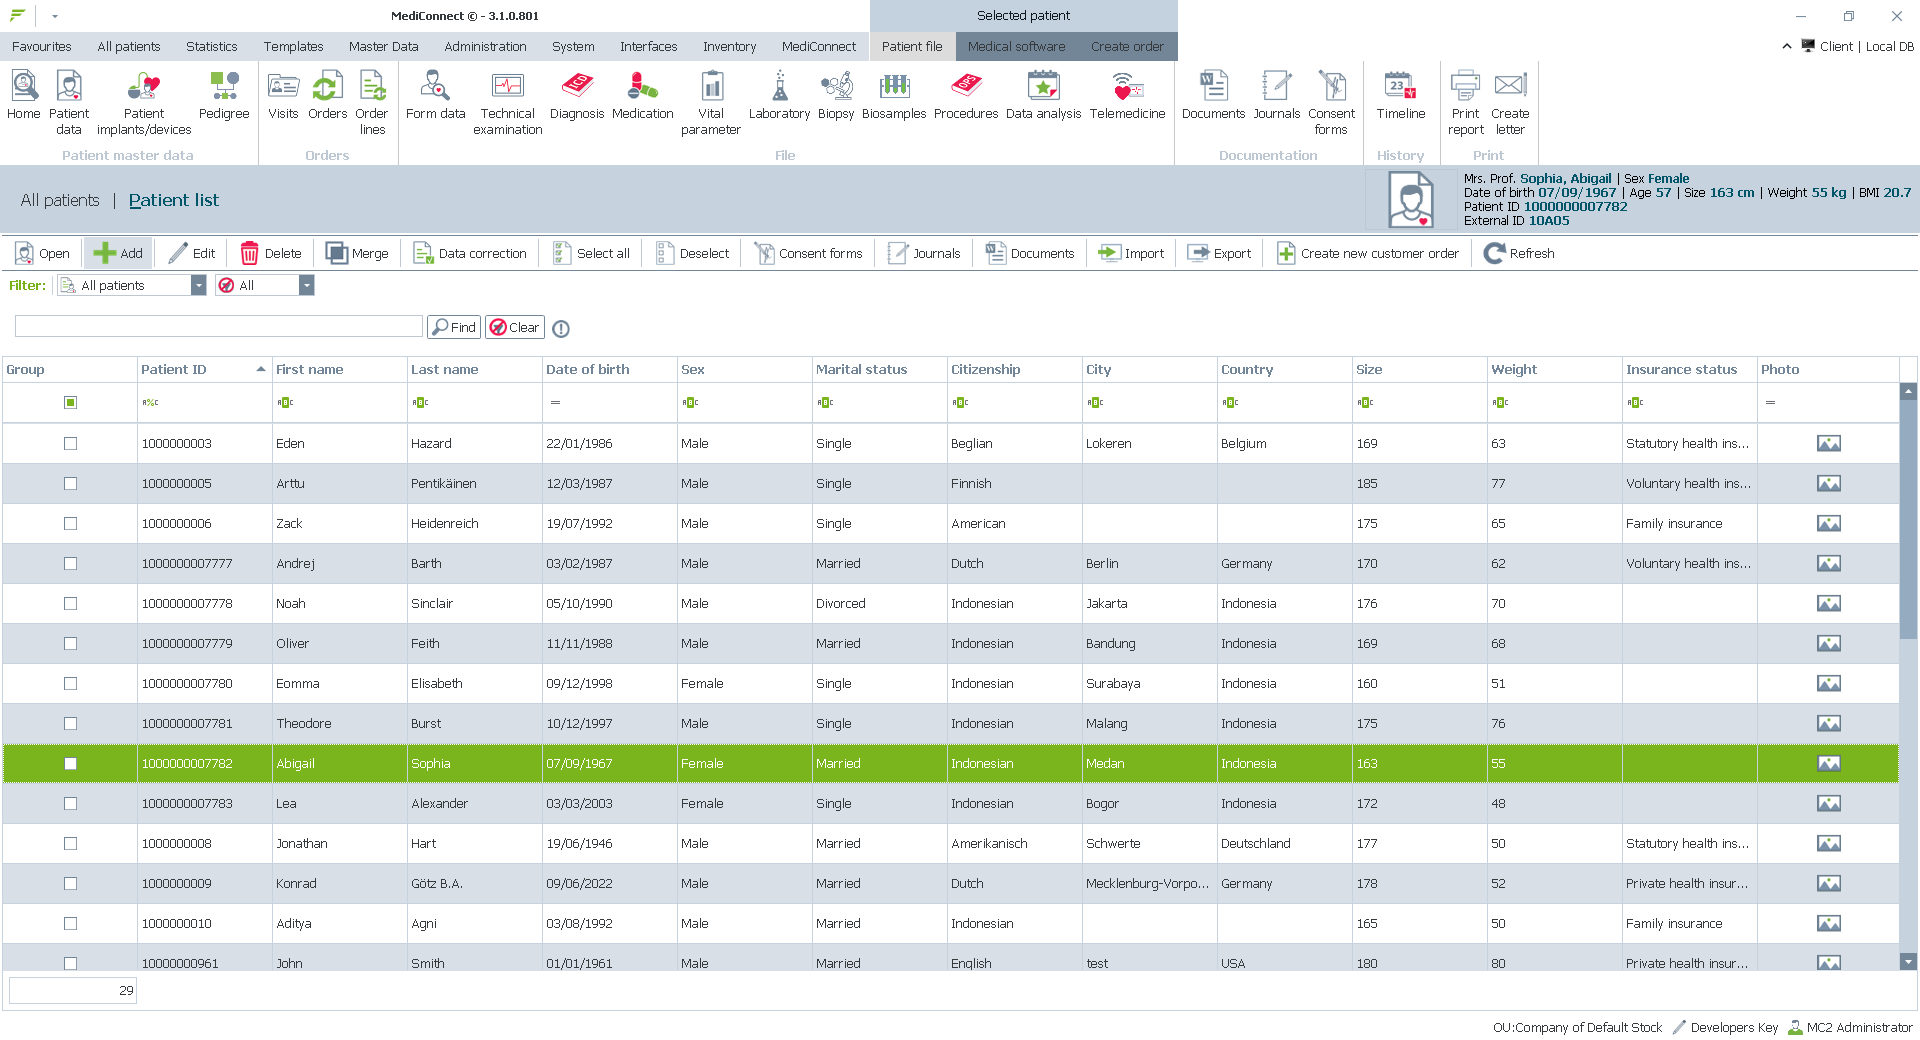 MediConnect © - 3.1.0.801
Selected patient
Favourites All patients Statistics Templates Master Data Administration System Interfaces Inventory MediConnect Patient file Medical software Create order Client | Local DB
Home Patient data Patient implants/devices Pedigree Visits Orders Order lines Form data Technical examination Diagnosis Medication Vital parameter Laboratory Biopsy Biosamples Procedures Data analysis Telemedicine Documents Journals Consent forms Timeline Print report Create letter
Patient master data Orders File Documentation History Print
All patients | Patient list
Mrs. Prof. Sophia, Abigail | Sex Female
Date of birth 07/09/1967 | Age 57 | Size 163 cm | Weight 55 kg | BMI 20.7
Patient ID 1000000007782
External ID 10A05
Open Add Edit Delete Merge Data correction Select all Deselect Consent forms Journals Documents Import Export Create new customer order Refresh
Filter: All patients All
Find Clear
Group Patient ID First name Last name Date of birth Sex Marital status Citizenship City Country Size Weight Insurance status Photo
1000000003 Eden Hazard 22/01/1986 Male Single Beglian Lokeren Belgium 169 63 Statutory health ins...
1000000005 Arttu Pentikäinen 12/03/1987 Male Single Finnish 185 77 Voluntary health ins...
1000000006 Zack Heidenreich 19/07/1992 Male Single American 175 65 Family insurance
1000000007777 Andrej Barth 03/02/1987 Male Married Dutch Berlin Germany 170 62 Voluntary health ins...
1000000007778 Noah Sinclair 05/10/1990 Male Divorced Indonesian Jakarta Indonesia 176 70
1000000007779 Oliver Feith 11/11/1988 Male Married Indonesian Bandung Indonesia 169 68
1000000007780 Eomma Elisabeth 09/12/1998 Female Single Indonesian Surabaya Indonesia 160 51
1000000007781 Theodore Burst 10/12/1997 Male Single Indonesian Malang Indonesia 175 76
1000000007782 Abigail Sophia 07/09/1967 Female Married Indonesian Medan Indonesia 163 55
1000000007783 Lea Alexander 03/03/2003 Female Single Indonesian Bogor Indonesia 172 48
1000000008 Jonathan Hart 19/06/1946 Male Married Amerikanisch Schwerte Deutschland 177 50 Statutory health ins...
1000000009 Konrad Götz B.A. 09/06/2022 Male Married Dutch Mecklenburg-Vorpo... Germany 178 52 Private health insur...
1000000010 Aditya Agni 03/08/1992 Male Married Indonesian 165 50 Family insurance
10000000961 John Smith 01/01/1961 Male Married English test USA 180 80 Private health insur...
29
OU:Company of Default Stock Developers Key MC2 Administrator